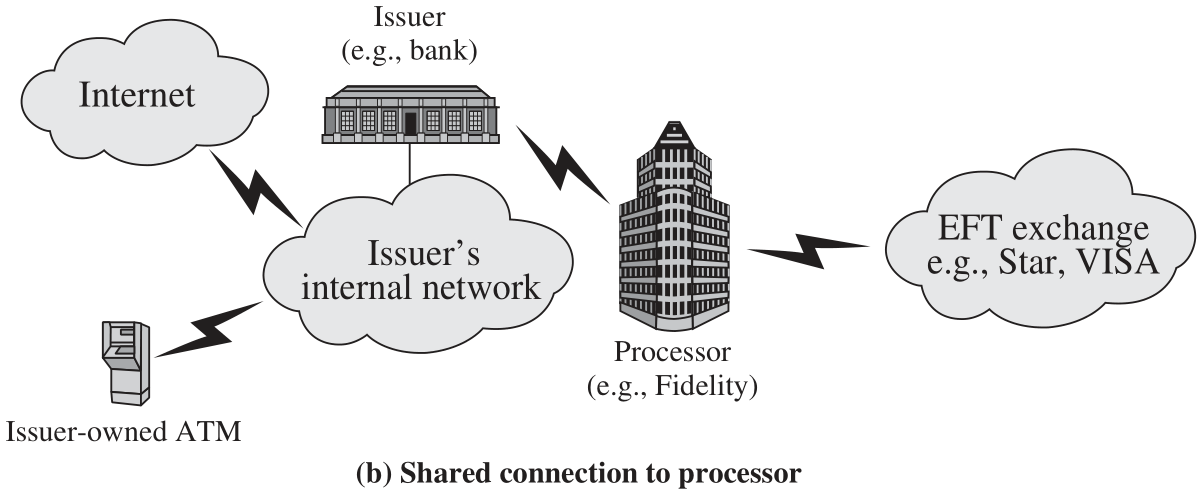 Issuer
(e.g., bank)
Internet
Issuer’s
internal network
EFT exchange
e.g., Star, VISA
Processor
(e.g., Fidelity)
Issuer-owned ATM
(b) Shared connection to processor